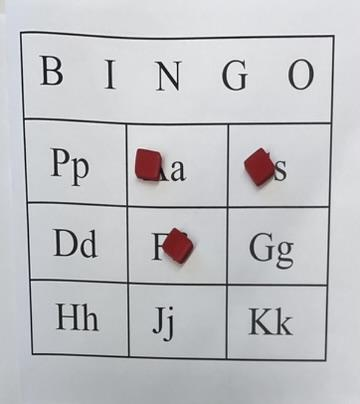 B I N G O
Pp a s
Dd Gg
Hh Jj Kk